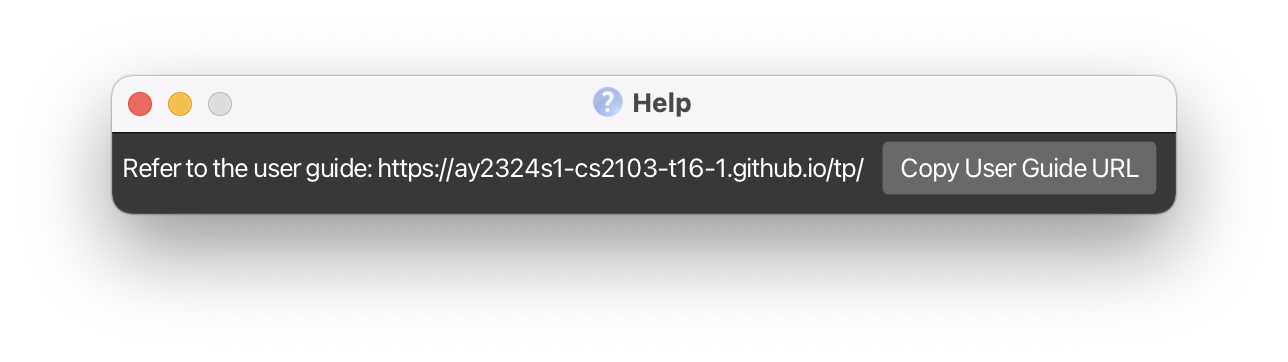 ? Help
Refer to the user guide: https://ay2324s1-cs2103-t16-1.github.io/tp/ Copy User Guide URL